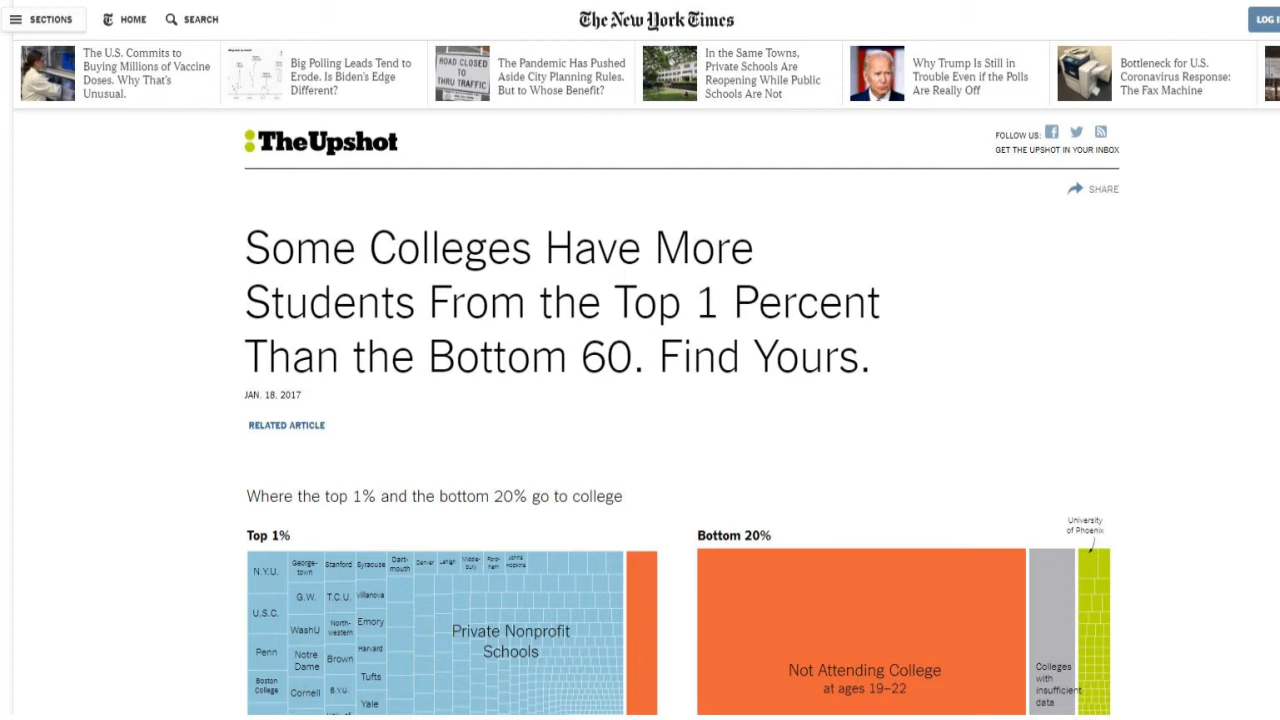 SECTIONS HOME SEARCH
The New York Times
LOG I
The U.S. Commits to
Buying Millions of Vaccine
Doses. Why That's
Unusual.
Big Polling Leads Tend to
Erode. Is Biden's Edge
Different?
ROAD CLOSED
TO
THRU TRAFFIC
The Pandemic Has Pushed
Aside City Planning Rules.
But to Whose Benefit?
In the Same Towns,
Private Schools Are
Reopening While Public
Schools Are Not
Why Trump Is Still in
Trouble Even if the Polls
Are Really Off
Bottleneck for U.S.
Coronavirus Response:
The Fax Machine
TheUpshot
FOLLOW US:
GET THE UPSHOT IN YOUR INBOX
SHARE
Some Colleges Have More
Students From the Top 1 Percent
Than the Bottom 60. Find Yours.
JAN. 18, 2017
RELATED ARTICLE
Where the top 1% and the bottom 20% go to college
Top 1%
N.Y.U.
U.S.C.
Penn
Boston
College
George-
town
G.W.
WashU
Notre
Dame
Cornell
Stanford
T.C.U.
North-
western
Brown
B.Y.U.
Syracuse
Villanova
Emory
Harvard
Tufts
Yale
Dart-
mouth
Denver
Lehigh
Middle-
bury
Ford-
ham
Johns
Hopkins
Private Nonprofit
Schools
Bottom 20%
Not Attending College
at ages 19–22
Colleges
with
insufficient
data
University
of Phoenix